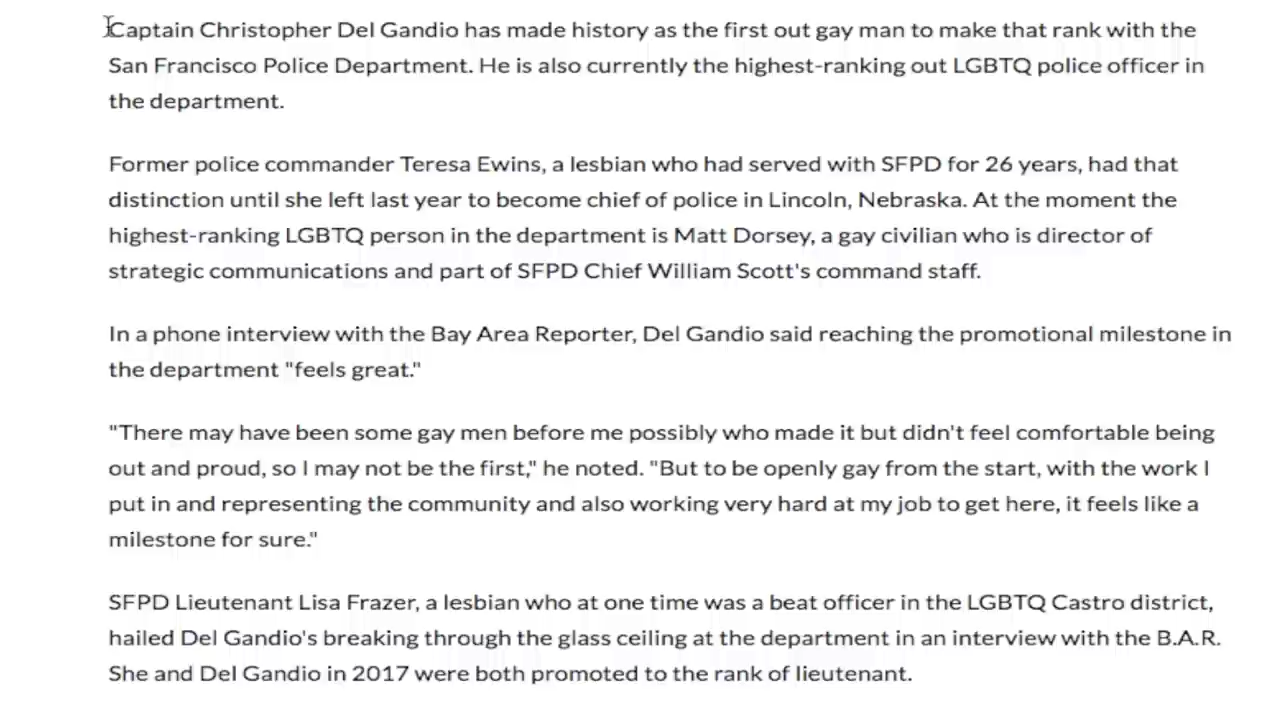 Captain Christopher Del Gandio has made history as the first out gay man to make that rank with the
San Francisco Police Department. He is also currently the highest-ranking out LGBTQ police officer in
the department.
Former police commander Teresa Ewins, a lesbian who had served with SFPD for 26 years, had that
distinction until she left last year to become chief of police in Lincoln, Nebraska. At the moment the
highest-ranking LGBTQ person in the department is Matt Dorsey, a gay civilian who is director of
strategic communications and part of SFPD Chief William Scott's command staff.
In a phone interview with the Bay Area Reporter, Del Gandio said reaching the promotional milestone in
the department "feels great."
"There may have been some gay men before me possibly who made it but didn't feel comfortable being
out and proud, so I may not be the first," he noted. "But to be openly gay from the start, with the work I
put in and representing the community and also working very hard at my job to get here, it feels like a
milestone for sure."
SFPD Lieutenant Lisa Frazer, a lesbian who at one time was a beat officer in the LGBTQ Castro district,
hailed Del Gandio's breaking through the glass ceiling at the department in an interview with the B.A.R.
She and Del Gandio in 2017 were both promoted to the rank of lieutenant.